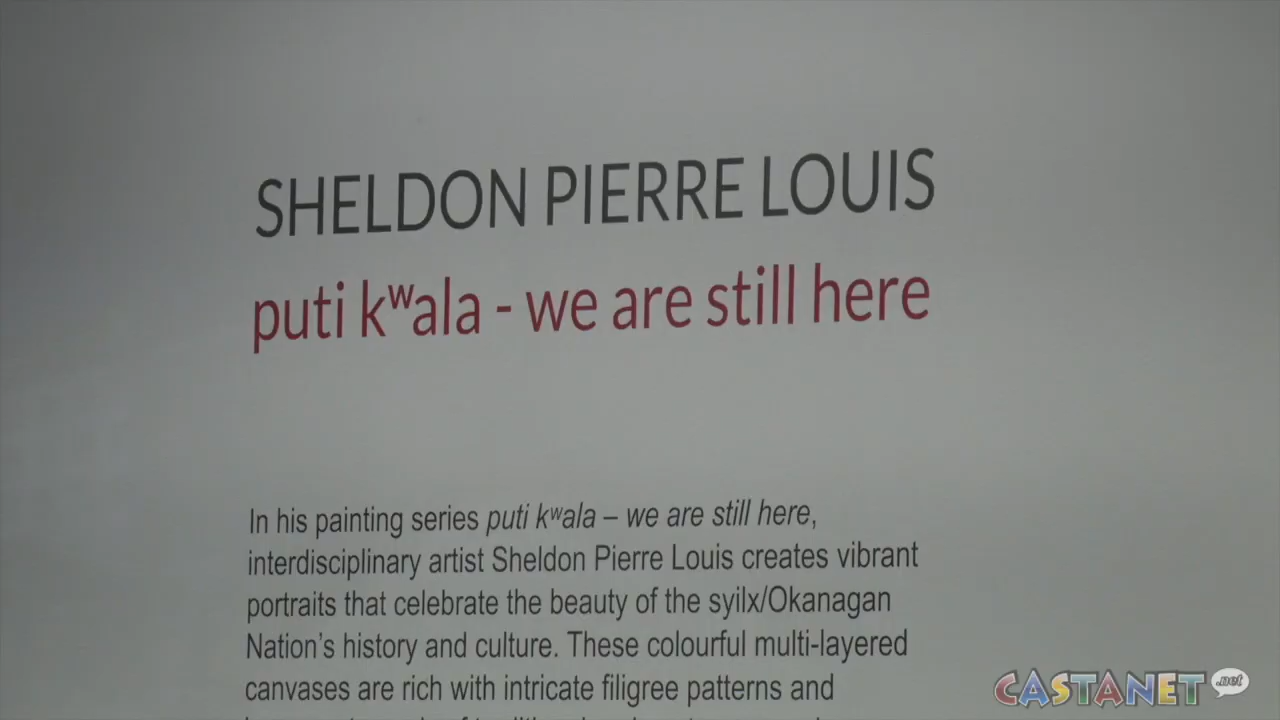 SHELDON PIERRE LOUIS
puti kʷala - we are still here
In his painting series puti kʷala – we are still here,
interdisciplinary artist Sheldon Pierre Louis creates vibrant
portraits that celebrate the beauty of the syilx/Okanagan
Nation's history and culture. These colourful multi-layered
canvases are rich with intricate filigree patterns and
CASTANET .net